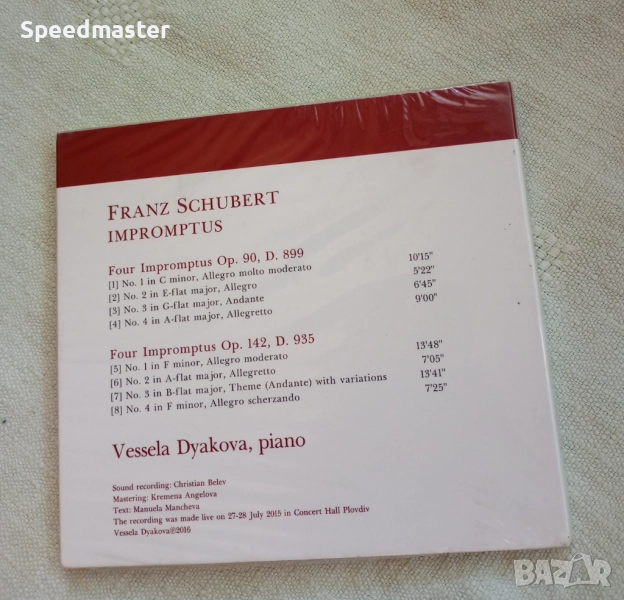 Speedmaster
FRANZ SCHUBERT
IMPROMPTUS
Four Impromptus Op. 90, D. 899
[1] No. 1 in C minor, Allegro molto moderato 10'15"
[2] No. 2 in E-flat major, Allegro 5'22"
[3] No. 3 in G-flat major, Andante 6'45"
[4] No. 4 in A-flat major, Allegretto 9'00"
Four Impromptus Op. 142, D. 935
[5] No. 1 in F minor, Allegro moderato 13'48"
[6] No. 2 in A-flat major, Allegretto 7'05"
[7] No. 3 in B-flat major, Theme (Andante) with variations 13'41"
[8] No. 4 in F minor, Allegro scherzando 7'25"
Vessela Dyakova, piano
Sound recording: Christian Belev
Mastering: Kremena Angelova
Text: Manuela Mancheva
The recording was made live on 27-28 July 2015 in Concert Hall Plovdiv
Vessela Dyakova℗2016
BAZAR